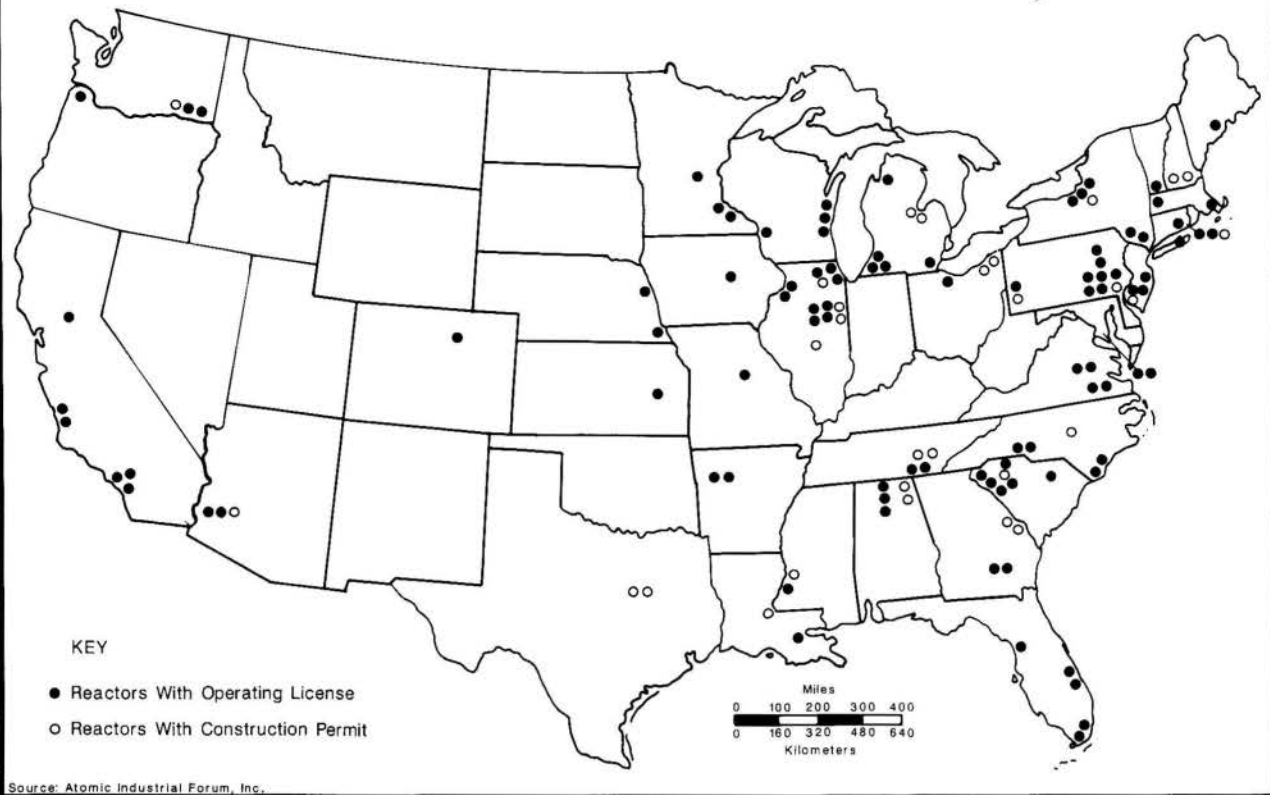 KEY
Reactors With Operating License
Reactors With Construction Permit
Miles
0 100 200 300 400
0 160 320 480 640
Kilometers
Source: Atomic Industrial Forum, Inc.